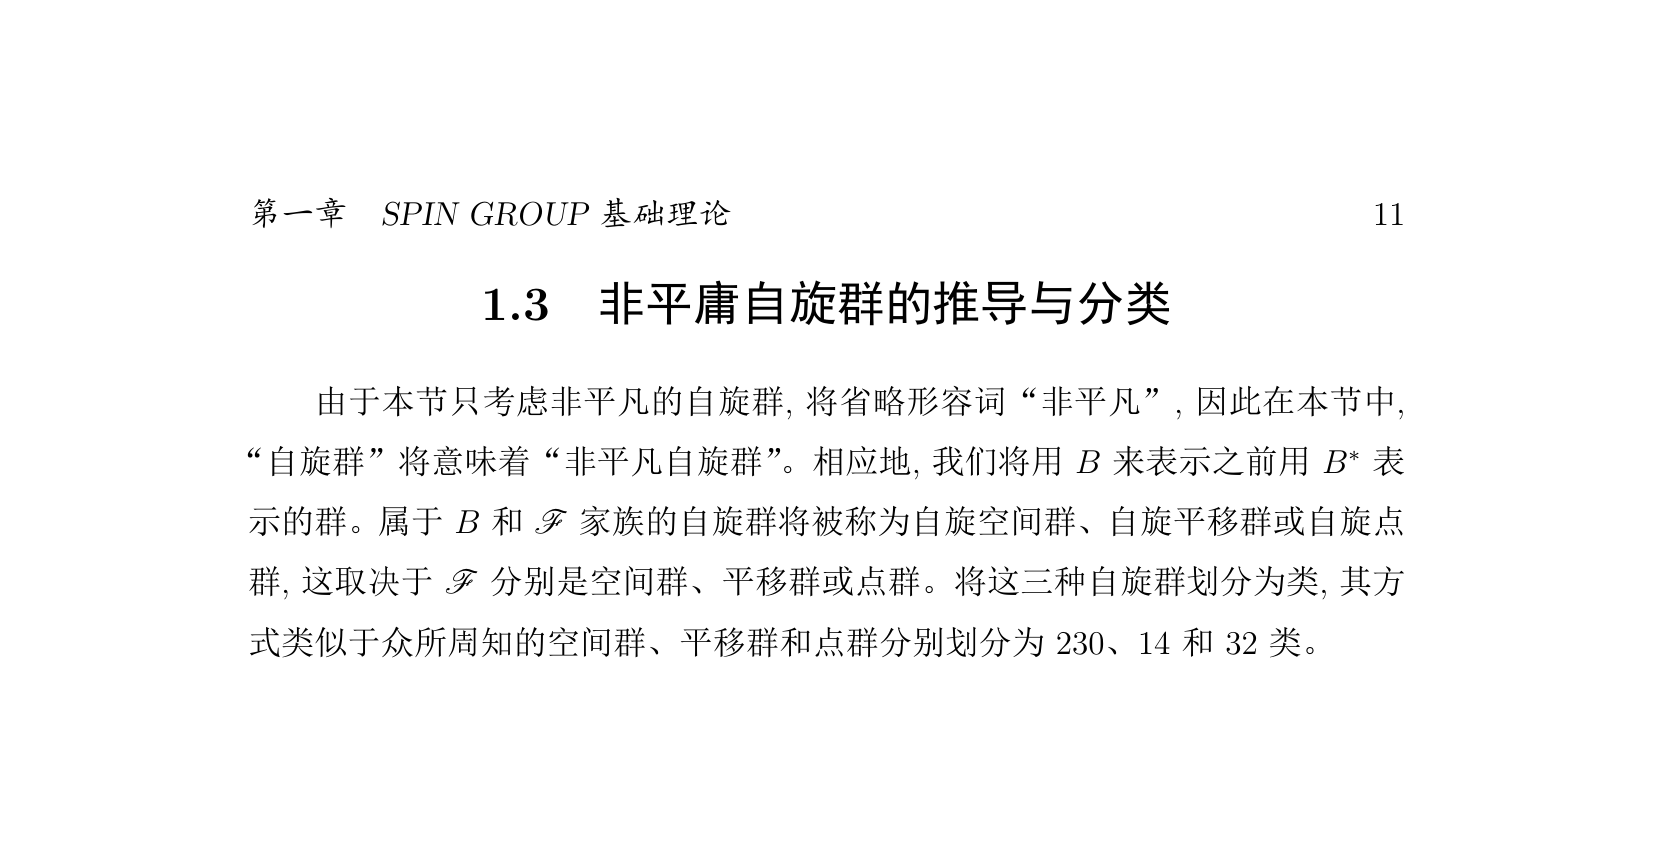 第一章 SPIN GROUP 基础理论 11
1.3 非平庸自旋群的推导与分类
由于本节只考虑非平凡的自旋群, 将省略形容词“非平凡”, 因此在本节中,
“自旋群”将意味着“非平凡自旋群”。相应地, 我们将用 B 来表示之前用 B* 表
示的群。属于 B 和 ℱ 家族的自旋群将被称为自旋空间群、自旋平移群或自旋点
群, 这取决于 ℱ 分别是空间群、平移群或点群。将这三种自旋群划分为类, 其方
式类似于众所周知的空间群、平移群和点群分别划分为 230、14 和 32 类。